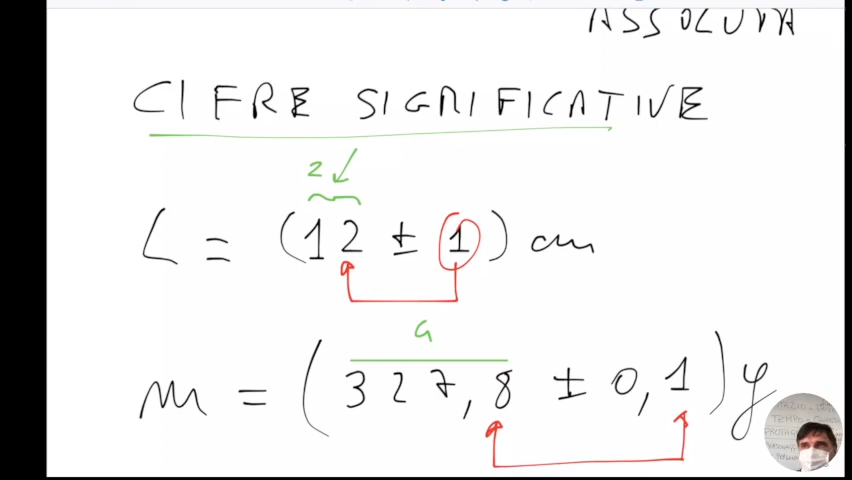 ASSOLUTA
CIFRE SIGNIFICATIVE
2
L = (12 ± 1) cm
4
m = (327,8 ± 0,1) g